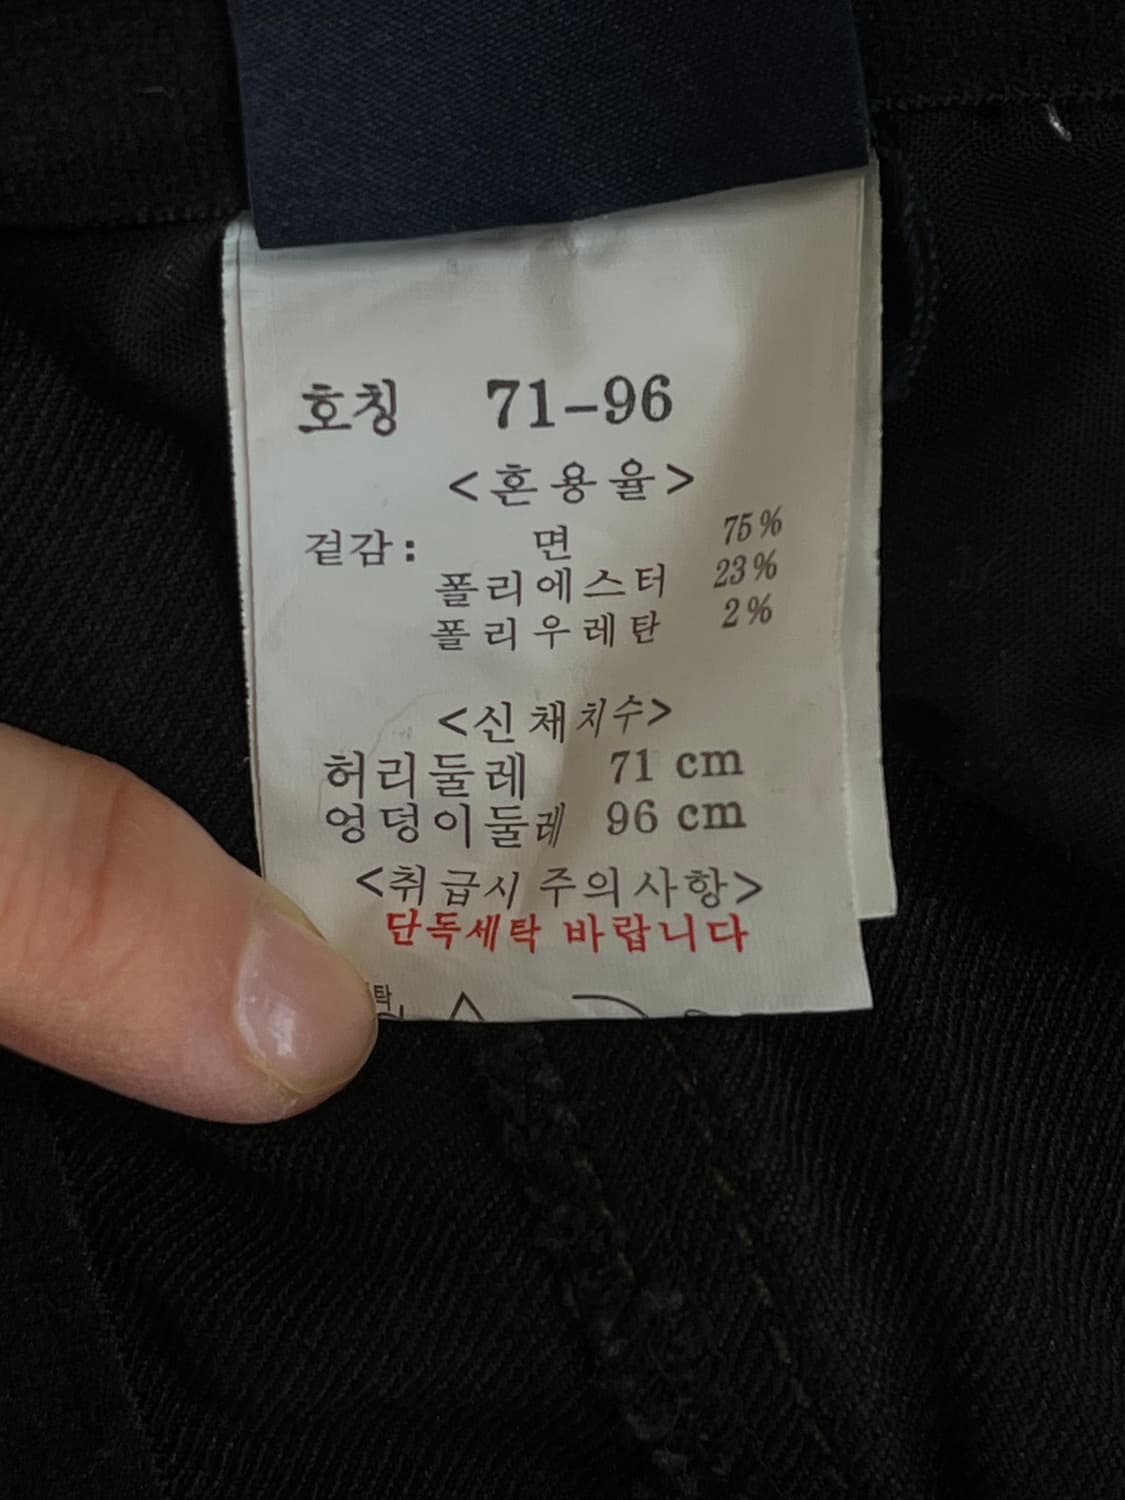 호칭 71-96
<혼용율>
겉감: 면 75%
폴리에스터 23%
폴리우레탄 2%
<신채치수>
허리둘레 71 cm
엉덩이둘레 96 cm
<취급시 주의사항>
단독세탁 바랍니다
탁